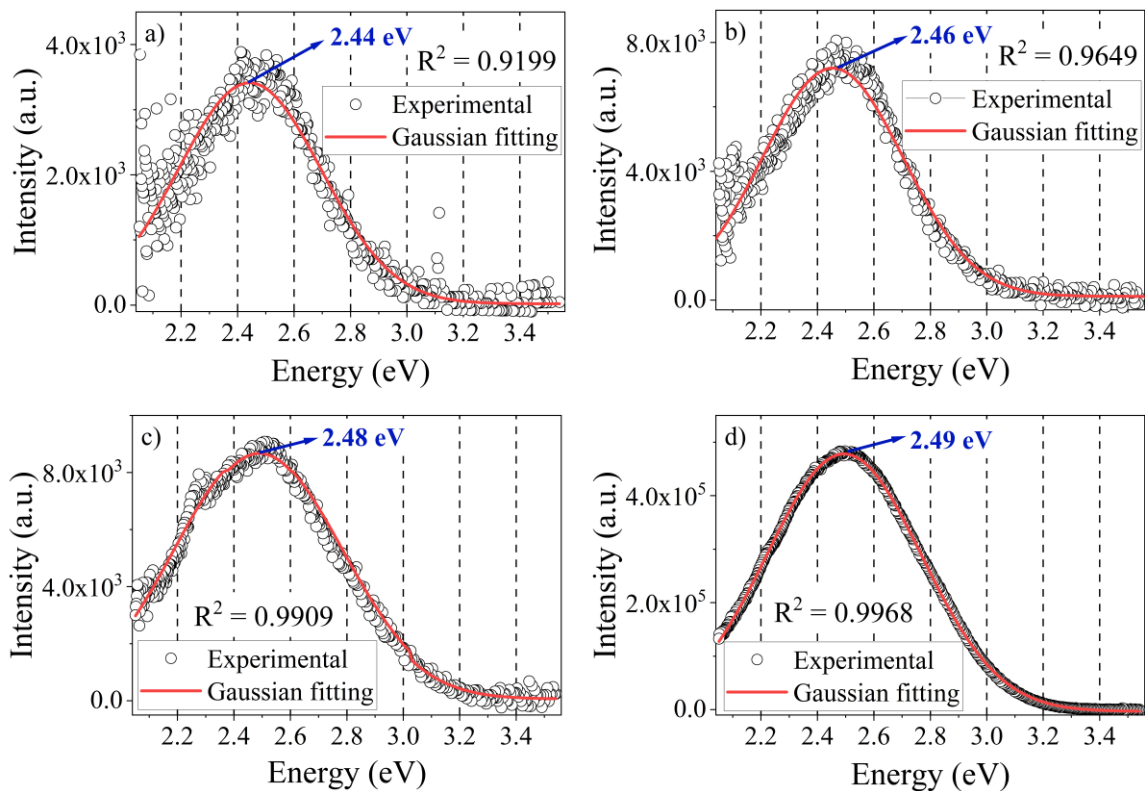 a)
2.44 eV
R² = 0.9199
Experimental
Gaussian fitting
4.0x10³
2.0x10³
0.0
Intensity (a.u.)
2.2 2.4 2.6 2.8 3.0 3.2 3.4
Energy (eV)
b)
2.46 eV
R² = 0.9649
Experimental
Gaussian fitting
8.0x10³
4.0x10³
0.0
Intensity (a.u.)
2.2 2.4 2.6 2.8 3.0 3.2 3.4
Energy (eV)
c)
2.48 eV
R² = 0.9909
Experimental
Gaussian fitting
8.0x10³
4.0x10³
0.0
Intensity (a.u.)
2.2 2.4 2.6 2.8 3.0 3.2 3.4
Energy (eV)
d)
2.49 eV
R² = 0.9968
Experimental
Gaussian fitting
4.0x10⁵
2.0x10⁵
0.0
Intensity (a.u.)
2.2 2.4 2.6 2.8 3.0 3.2 3.4
Energy (eV)